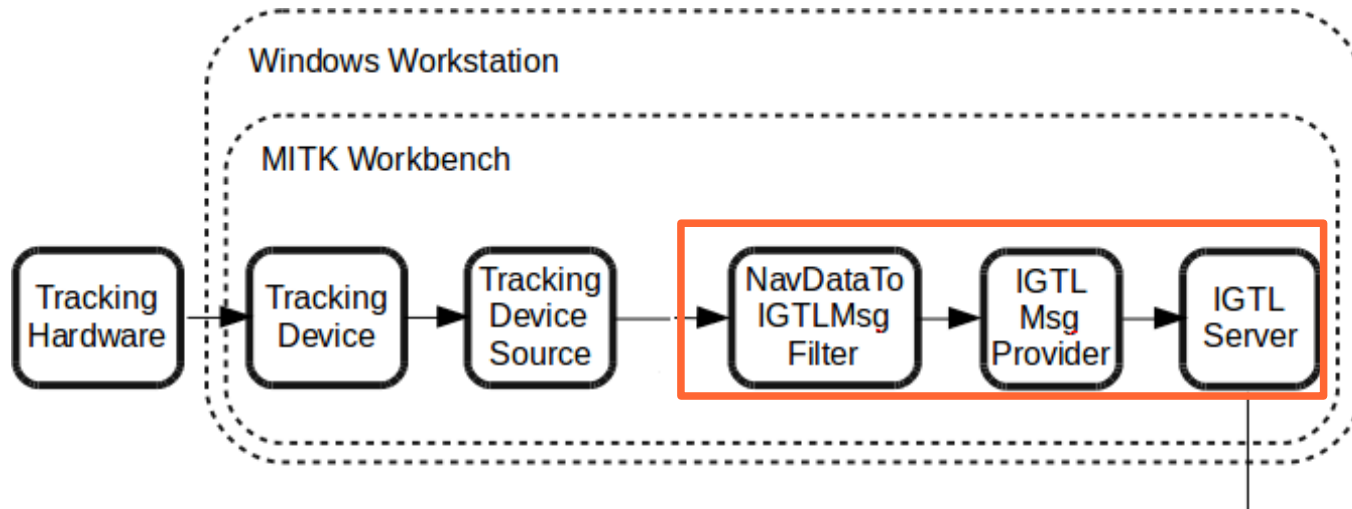 Windows Workstation
MITK Workbench
Tracking
Hardware
Tracking
Device
Tracking
Device
Source
NavDataTo
IGTLMsg
Filter
IGTL
Msg
Provider
IGTL
Server